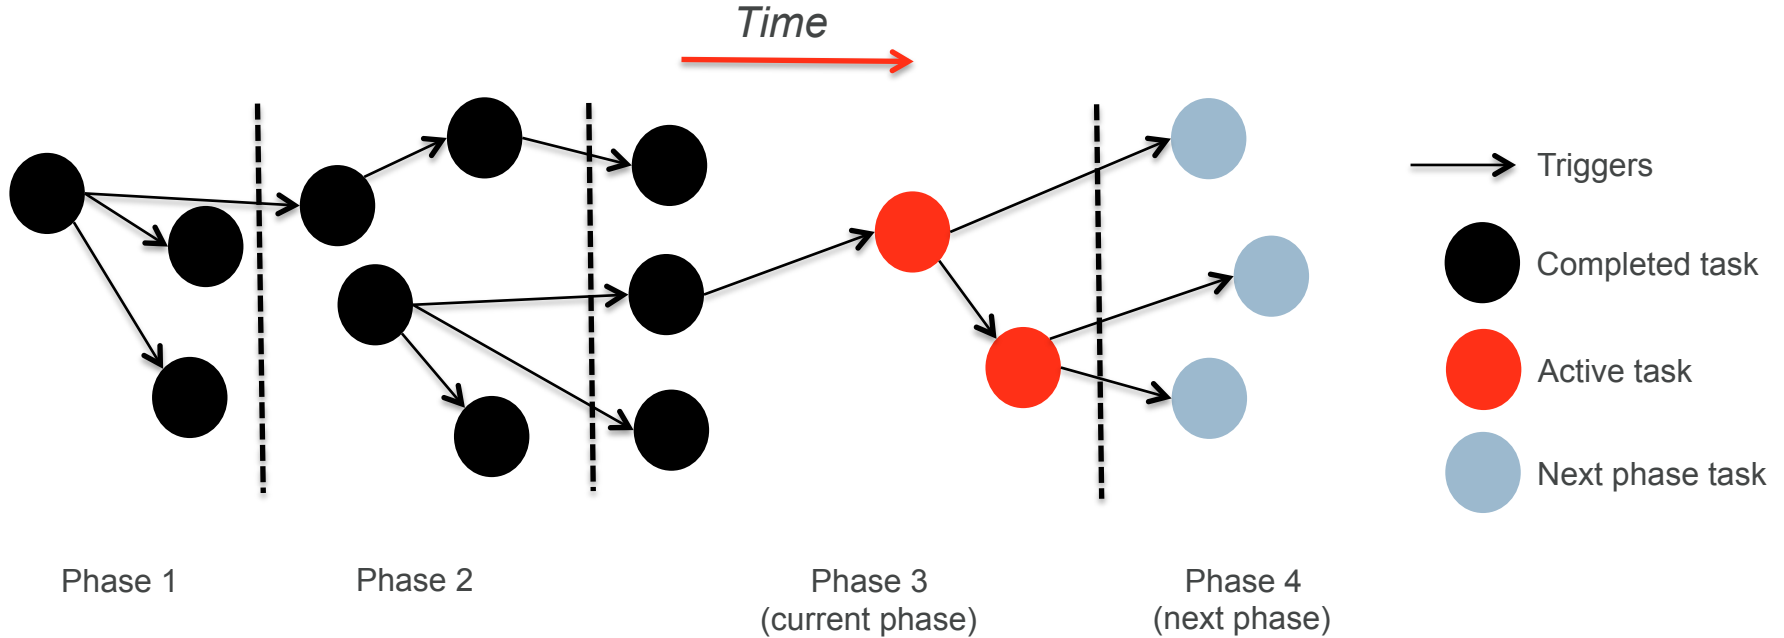 Time
Triggers
Completed task
Active task
Next phase task
Phase 1
Phase 2
Phase 3
(current phase)
Phase 4
(next phase)